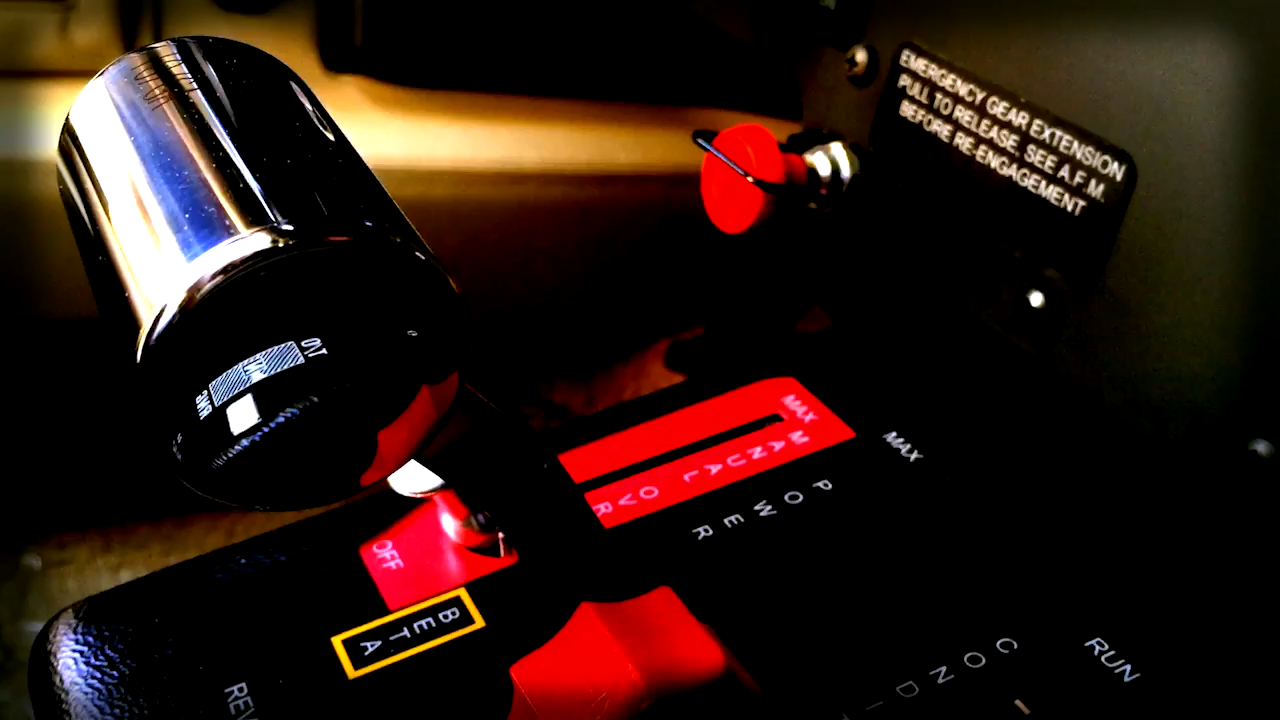 EMERGENCY GEAR EXTENSION
PULL TO RELEASE. SEE A.F.M.
BEFORE RE-ENGAGEMENT
MAX
MANUAL OVR
MAX
POWER
OFF
BETA
REV
COND
RUN